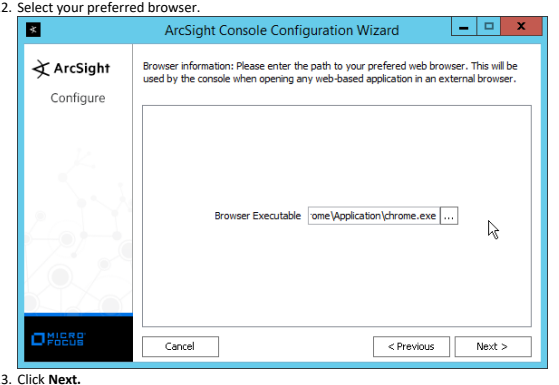 2. Select your preferred browser.
ArcSight Console Configuration Wizard
ArcSight
Configure
Browser information: Please enter the path to your prefered web browser. This will be
used by the console when opening any web-based application in an external browser.
Browser Executable ome\Application\chrome.exe ...
MICRO
FOCUS
Cancel
< Previous
Next >
3. Click Next.